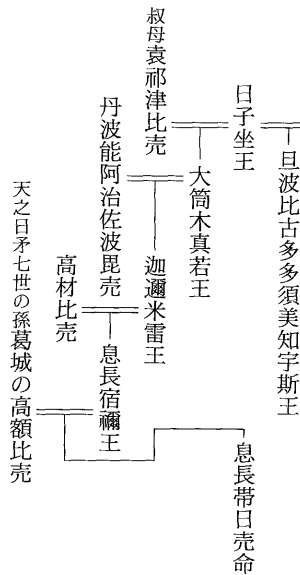 旦波比古多多須美知宇斯王
日子坐王
叔母袁祁津比売
大筒木真若王
丹波能阿治佐波毘売
迦邇米雷王
高材比売
息長宿禰王
天之日矛七世の孫葛城の高額比売
息長帯日売命